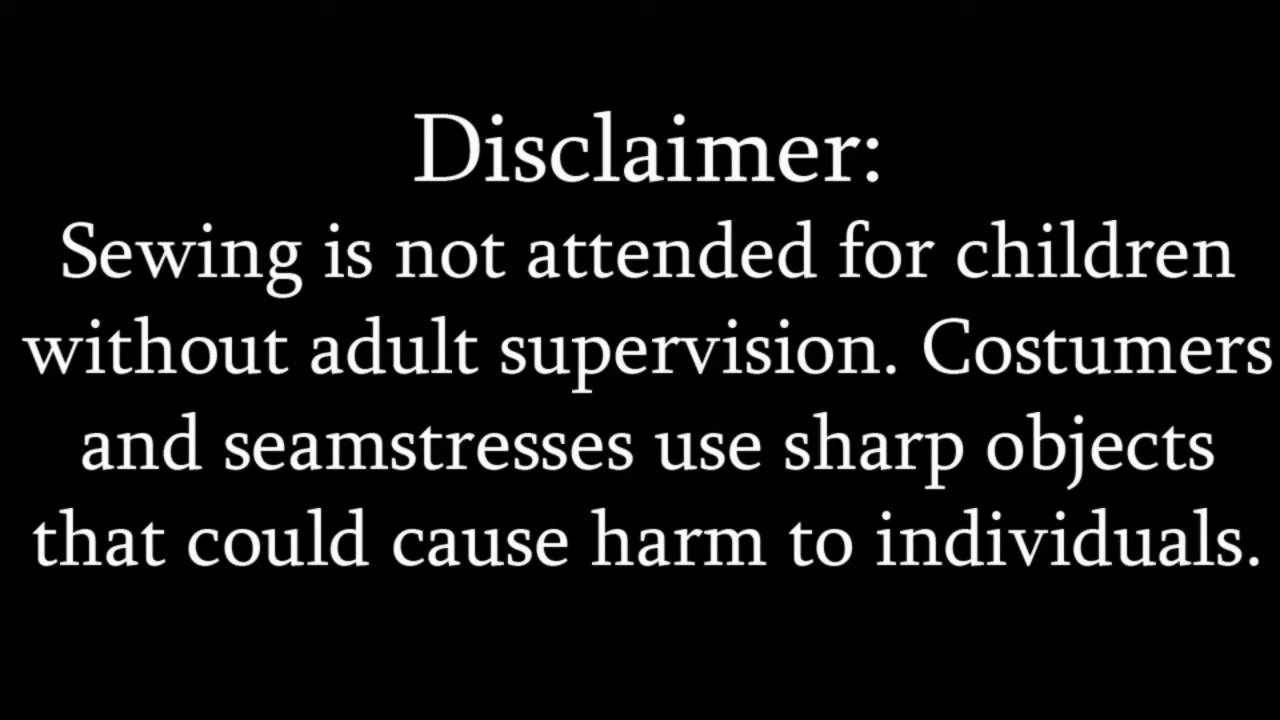 Disclaimer:
Sewing is not attended for children
without adult supervision. Costumers
and seamstresses use sharp objects
that could cause harm to individuals.